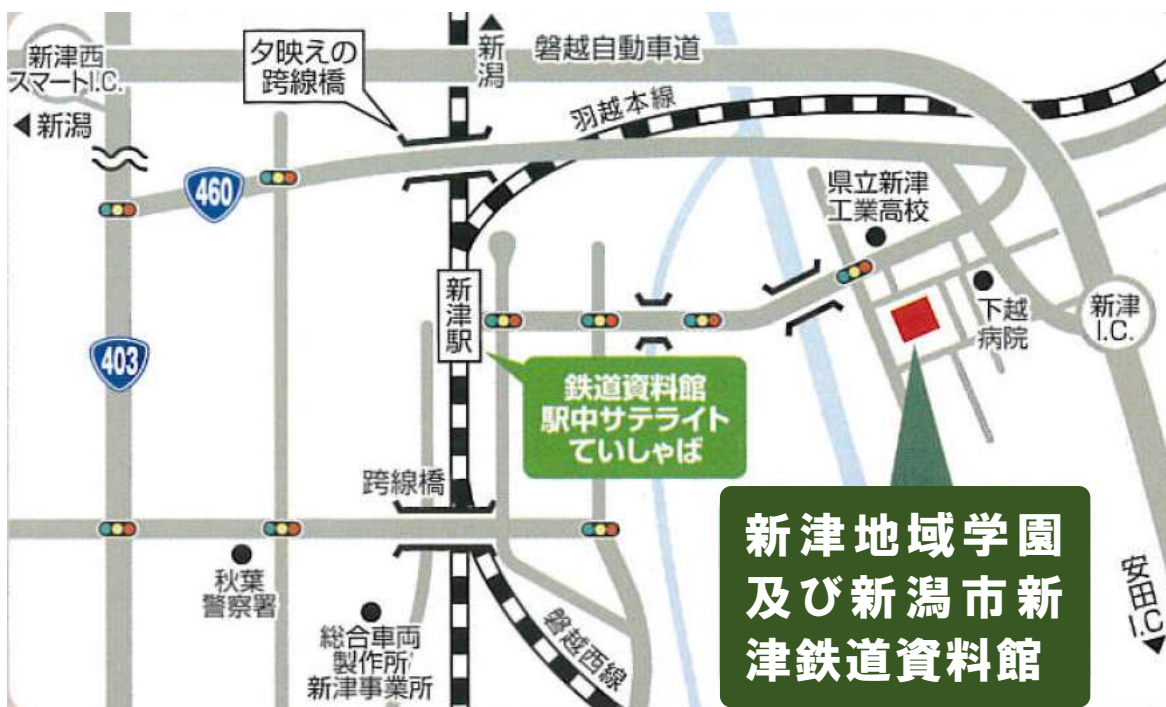 新津西
スマートI.C.
◀新潟
夕映えの
跨線橋
▲
新潟
磐越自動車道
羽越本線
460
県立新津
工業高校
新津駅
403
下越
病院
新津
I.C.
鉄道資料館
駅中サテライト
ていしゃば
跨線橋
秋葉
警察署
総合車両
製作所
新津事業所
磐越西線
新津地域学園
及び新潟市新
津鉄道資料館
安田I.C.
▼